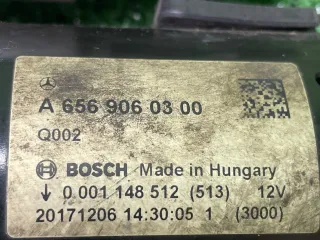 A 656 906 03 00
Q002
BOSCH Made in Hungary
↓ 0 001 148 512 (513) 12V
20171206 14:30:05 1 (3000)